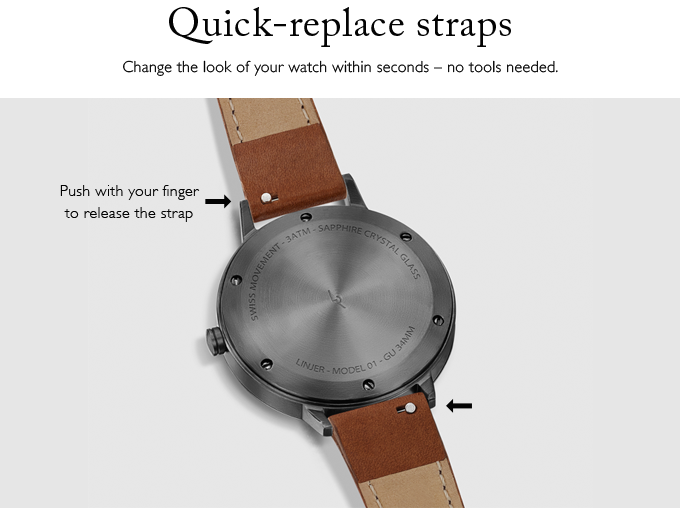 Quick-replace straps
Change the look of your watch within seconds – no tools needed.
Push with your finger
to release the strap
SWISS MOVEMENT - 3ATM - SAPPHIRE CRYSTAL GLASS
LINJER - MODEL 01 - GU 34MM